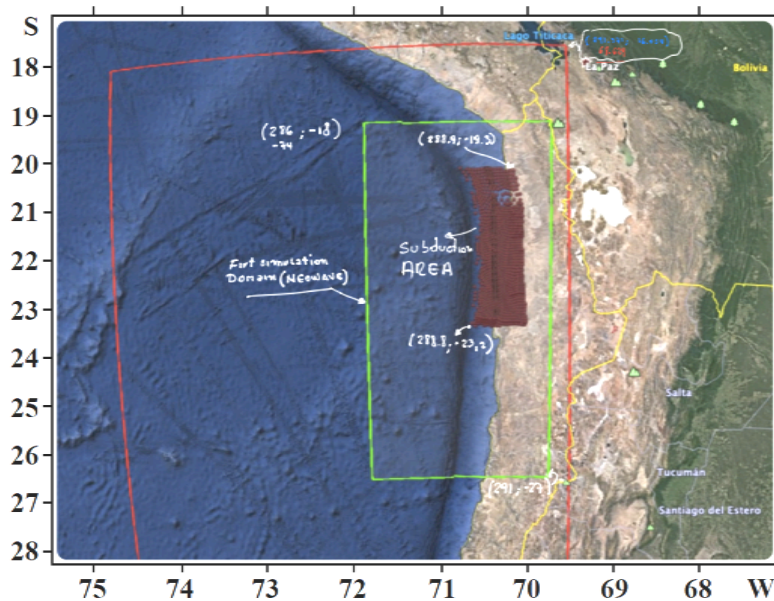 S
18
19
20
21
22
23
24
25
26
27
28
Lago Titicaca
La Paz
Bolivia
(286 ; -18)
-74
(288.9; -19.5)
Subduction
AREA
First simulation
Domain (NEOWAVE)
(288.8; -23,2)
(291; -27)
Salta
Tucumán
Santiago del Estero
75
74
73
72
71
70
69
68
W